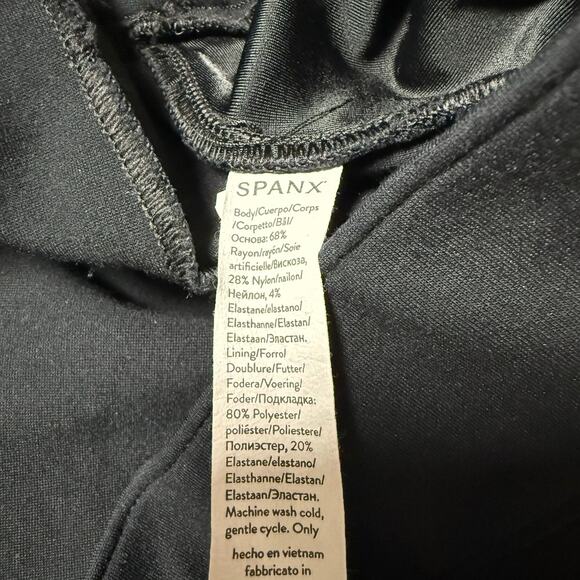 SPANX
Body/Cuerpo/Corps
/Corpetto/Bål/
Основа: 68%
Rayon/rayón/Soie
artificielle/Вискоза,
28% Nylon/nailon/
Нейлон, 4%
Elastane/elastano/
Elasthanne/Elastan/
Elastaan/Эластан.
Lining/Forro/
Doublure/Futter/
Fodera/Voering/
Foder/Подкладка:
80% Polyester/
poliéster/Polyester/
Полиэстер, 20%
Elastane/elastano/
Elasthanne/Elastan/
Elastaan/Эластан.
Machine wash cold,
gentle cycle. Only
hecho en vietnam
fabbricato in